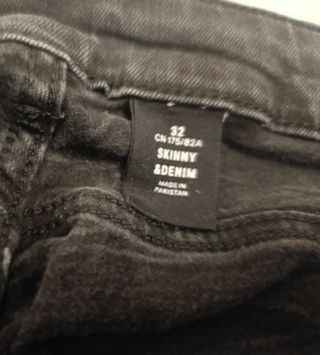 32
CN 175/82A
SKINNY
&DENIM
MADE IN
PAKISTAN